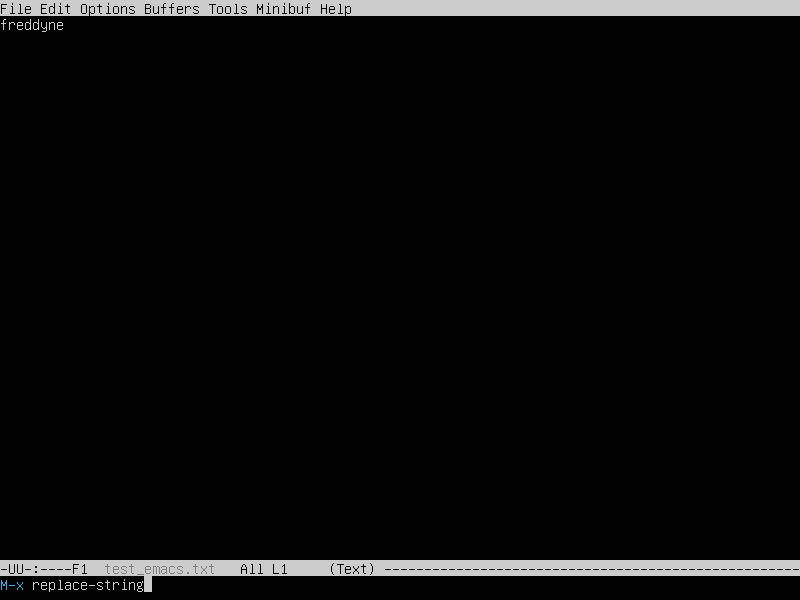 File Edit Options Buffers Tools Minibuf Help
freddyne
-UU-:----F1  test_emacs.txt   All L1     (Text) ----------------------------------------------------
M-x replace-string